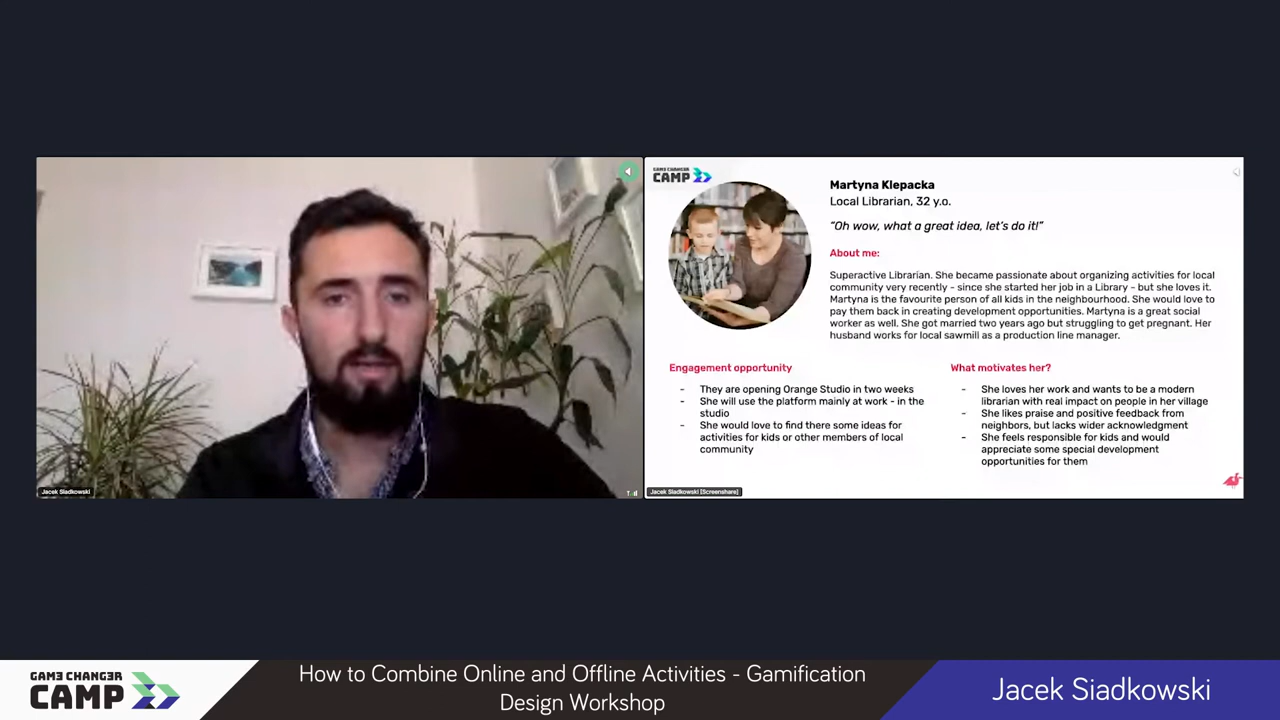 Jacek Siadkowski
GAME CHANGER
CAMP
Martyna Klepacka
Local Librarian, 32 y.o.
“Oh wow, what a great idea, let’s do it!”
About me:
Superactive Librarian. She became passionate about organizing activities for local
community very recently - since she started her job in a Library - but she loves it.
Martyna is the favourite person of all kids in the neighbourhood. She would love to
pay them back in creating development opportunities. Martyna is a great social
worker as well. She got married two years ago but struggling to get pregnant. Her
husband works for local sawmill as a production line manager.
Engagement opportunity
- They are opening Orange Studio in two weeks
- She will use the platform mainly at work - in the
studio
- She would love to find there some ideas for
activities for kids or other members of local
community
What motivates her?
- She loves her work and wants to be a modern
librarian with real impact on people in her village
- She likes praise and positive feedback from
neighbors, but lacks wider acknowledgment
- She feels responsible for kids and would
appreciate some special development
opportunities for them
Jacek Siadkowski [Screenshare]
GAM3 CHANG3R
CAMP
How to Combine Online and Offline Activities - Gamification
Design Workshop
Jacek Siadkowski